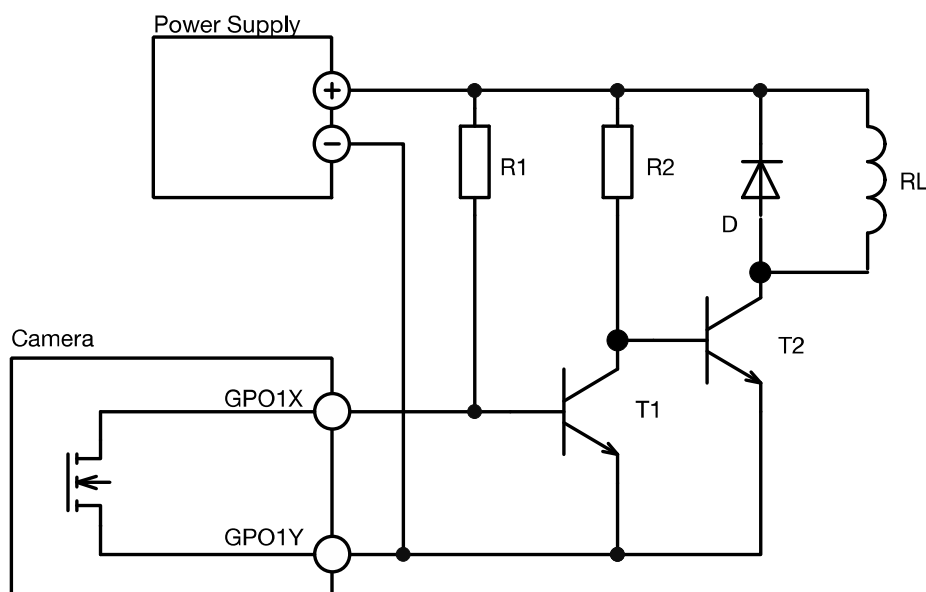 Power Supply
+
−
R1
R2
D
RL
Camera
GPO1X
T1
T2
GPO1Y